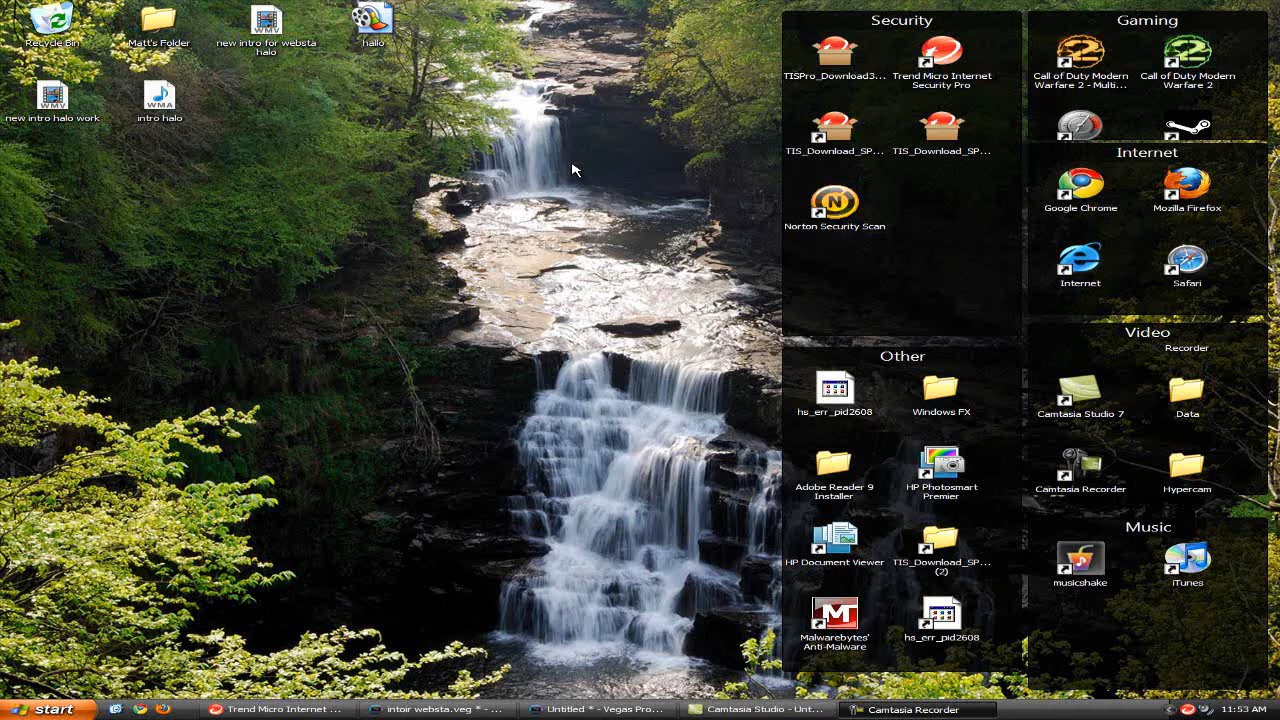 Recycle Bin
Matt's Folder
new intro for websta
halo
hallo
new intro halo work
intro halo
Security
TISPro_Download3...
Trend Micro Internet
Security Pro
TIS_Download_SP...
TIS_Download_SP...
Norton Security Scan
Other
hs_err_pid2608
Windows FX
Adobe Reader 9
Installer
HP Photosmart
Premier
HP Document Viewer
TIS_Download_SP...
(2)
Malwarebytes'
Anti-Malware
hs_err_pid2608
Gaming
Call of Duty Modern
Warfare 2 - Multi...
Call of Duty Modern
Warfare 2
Internet
Google Chrome
Mozilla Firefox
Internet
Safari
Video
Recorder
Camtasia Studio 7
Data
Camtasia Recorder
Hypercam
Music
musicshake
iTunes
start
Trend Micro Internet ...
intoir websta.veg * - ...
Untitled * - Vegas Pro...
Camtasia Studio - Unt...
Camtasia Recorder
11:53 AM